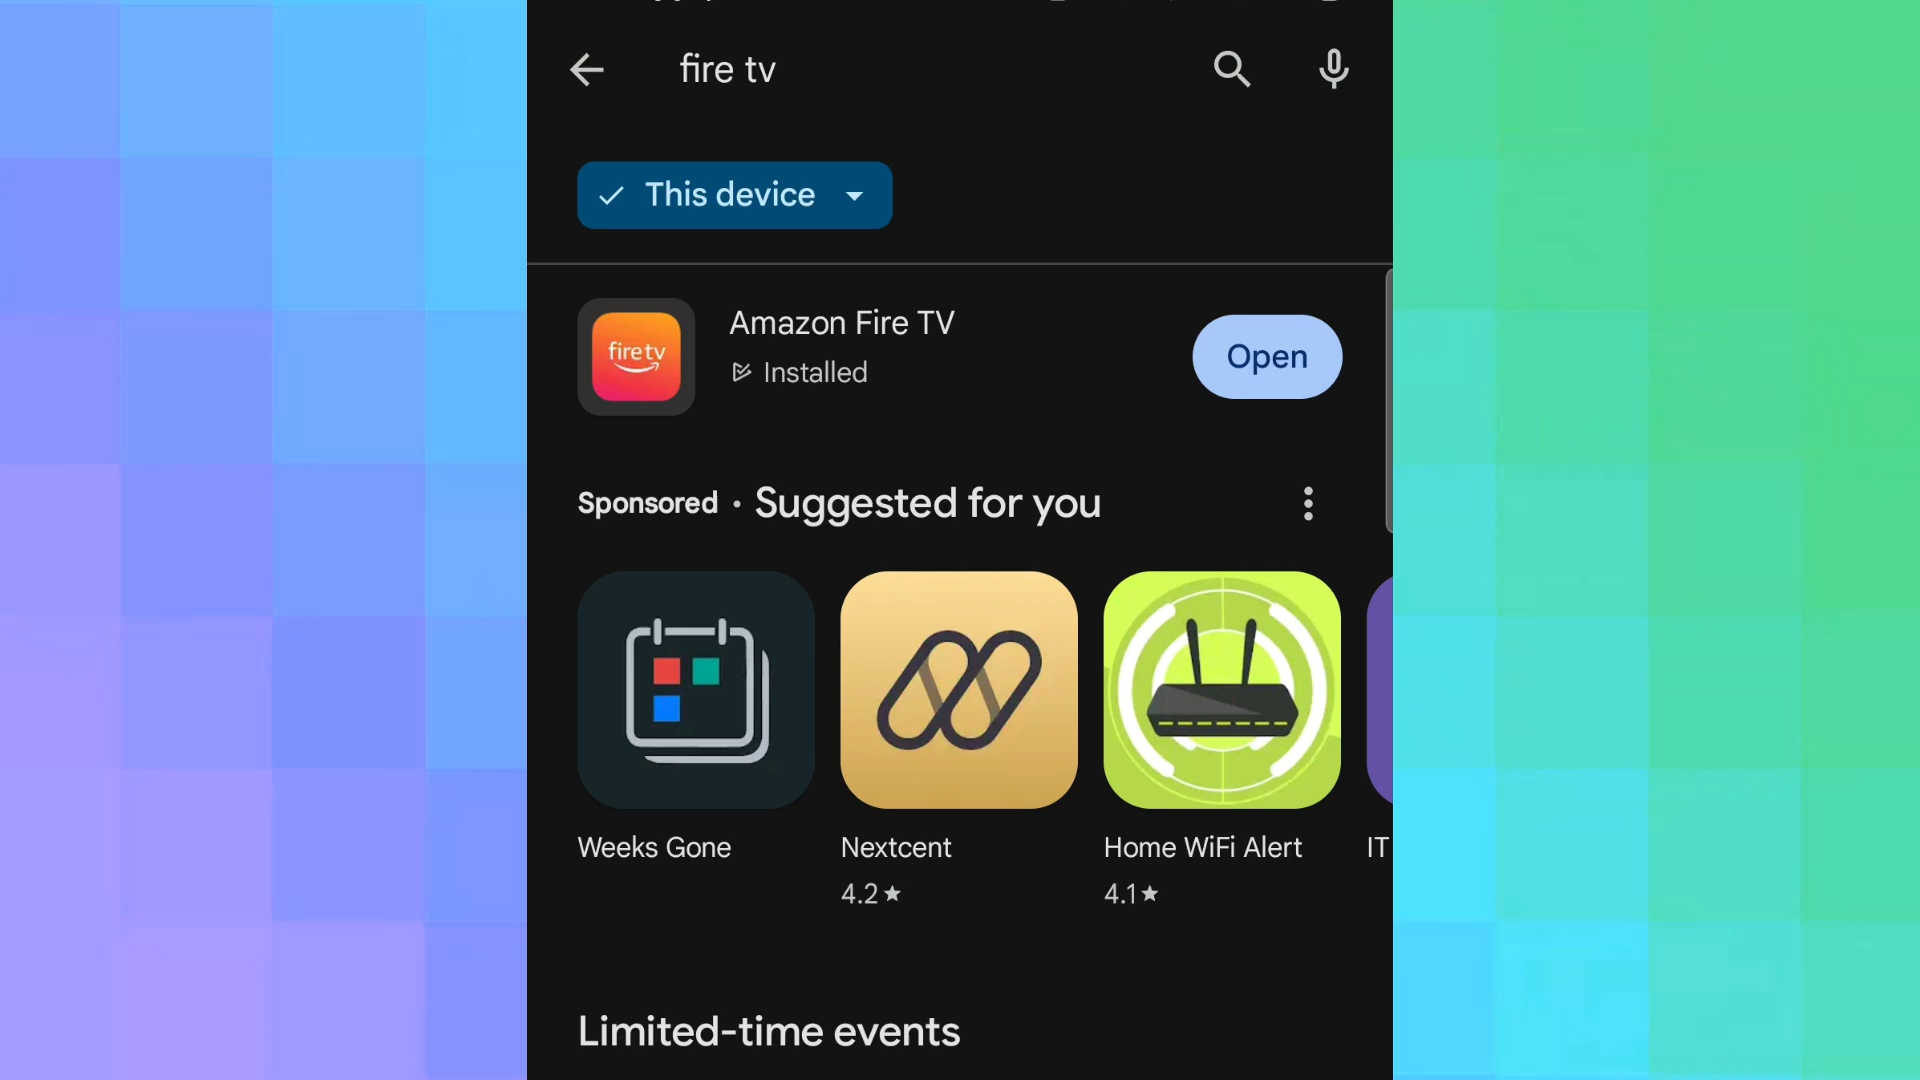 fire tv
This device
fire tv
Amazon Fire TV
Installed
Open
Sponsored · Suggested for you
Weeks Gone
Nextcent
Home WiFi Alert
IT
4.2★
4.1★
Limited-time events